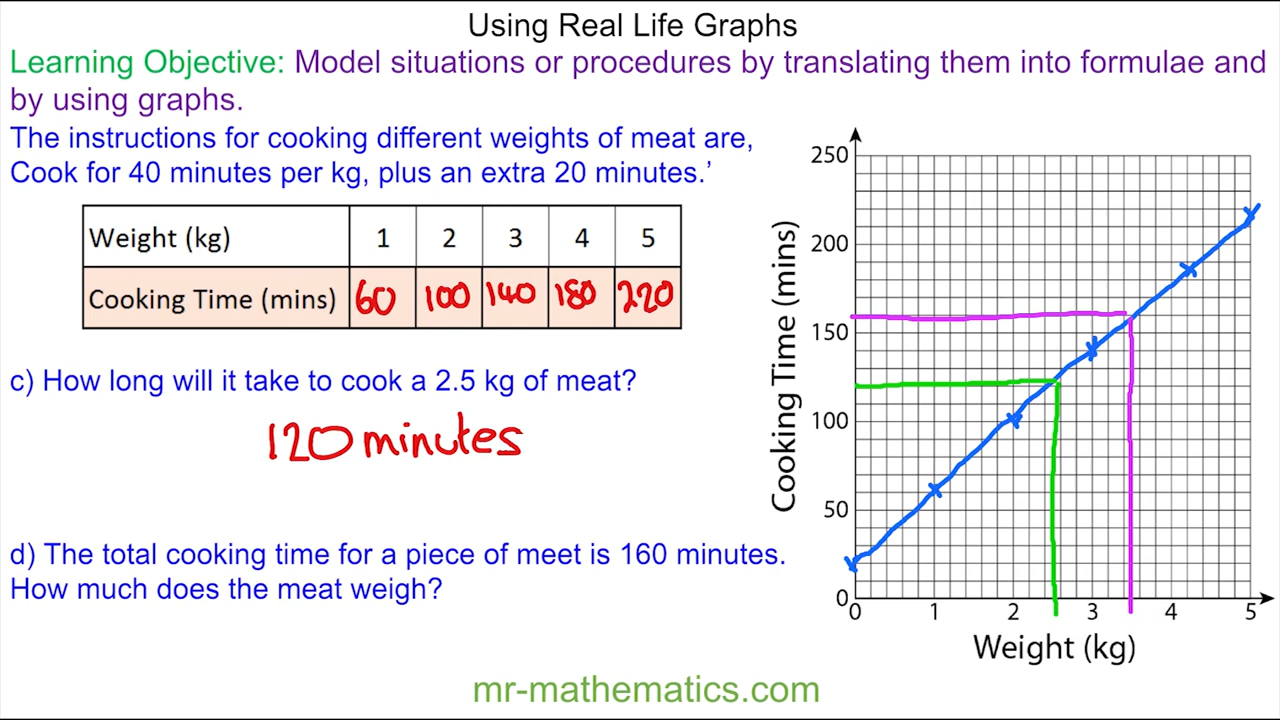 Using Real Life Graphs
Learning Objective: Model situations or procedures by translating them into formulae and
by using graphs.
The instructions for cooking different weights of meat are,
Cook for 40 minutes per kg, plus an extra 20 minutes.’
Weight (kg) 1 2 3 4 5
Cooking Time (mins) 60 100 140 180 220
c) How long will it take to cook a 2.5 kg of meat?
120 minutes
d) The total cooking time for a piece of meet is 160 minutes.
How much does the meat weigh?
Cooking Time (mins)
250
200
150
100
50
0
0 1 2 3 4 5
Weight (kg)
mr-mathematics.com